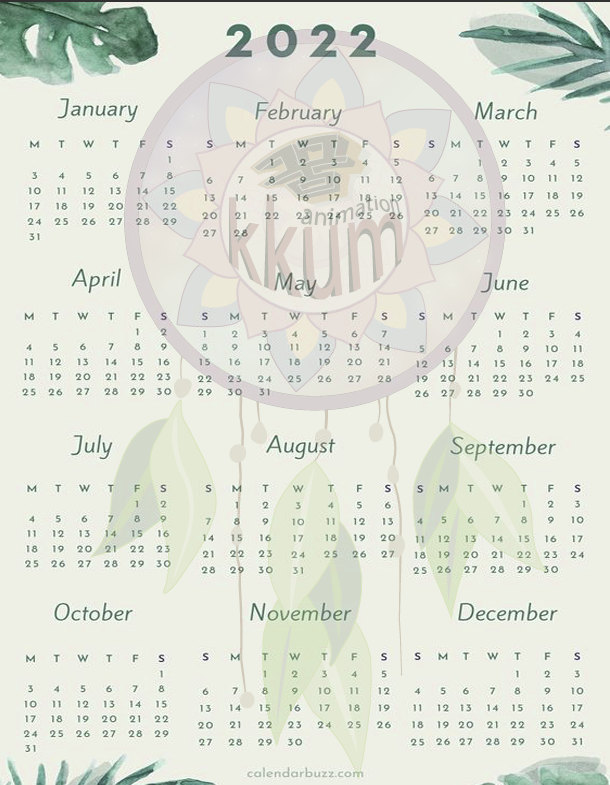 2022
January
M T W T F S
1
3 4 5 6 7 8
10 11 12 13 14 15
17 18 19 20 21 22
24 25 26 27 28 29
31
February
S M T W T F S
1 2 3 4 5
6 7 8 9 10 11 12
13 14 15 16 17 18 19
20 21 22 23 24 25 26
27 28
March
S M T W T F S
1 2 3 4 5
6 7 8 9 10 11 12
13 14 15 16 17 18 19
20 21 22 23 24 25 26
27 28 29 30 31
꿈
animation
kkum
April
M T W T F S
1 2
4 5 6 7 8 9
11 12 13 14 15 16
18 19 20 21 22 23
25 26 27 28 29 30
May
S M T W T F S
1 2 3 4 5 6 7
8 9 10 11 12 13 14
15 16 17 18 19 20 21
22 23 24 25 26 27 28
29 30 31
June
S M T W T F S
1 2 3 4
5 6 7 8 9 10 11
12 13 14 15 16 17 18
19 20 21 22 23 24 25
26 27 28 29 30
July
M T W T F S
1 2
4 5 6 7 8 9
11 12 13 14 15 16
18 19 20 21 22 23
25 26 27 28 29 30
August
S M T W T F S
1 2 3 4 5 6
7 8 9 10 11 12 13
14 15 16 17 18 19 20
21 22 23 24 25 26 27
28 29 30 31
September
S M T W T F S
1 2 3
4 5 6 7 8 9 10
11 12 13 14 15 16 17
18 19 20 21 22 23 24
25 26 27 28 29 30
October
M T W T F S
1
3 4 5 6 7 8
10 11 12 13 14 15
17 18 19 20 21 22
24 25 26 27 28 29
31
November
S M T W T F S
1 2 3 4 5
6 7 8 9 10 11 12
13 14 15 16 17 18 19
20 21 22 23 24 25 26
27 28 29 30
December
S M T W T F S
1 2 3
4 5 6 7 8 9 10
11 12 13 14 15 16 17
18 19 20 21 22 23 24
25 26 27 28 29 30 31
calendarbuzz.com